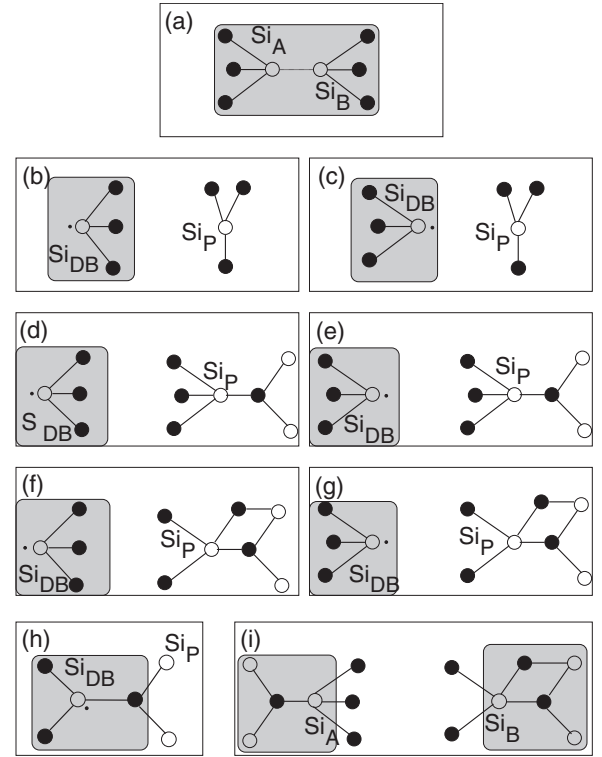 (a)
Si_A
Si_B
(b)
Si_DB
Si_P
(c)
Si_DB
Si_P
(d)
S_DB
Si_P
(e)
Si_DB
Si_P
(f)
Si_DB
Si_P
(g)
Si_DB
Si_P
(h)
Si_DB
Si_P
(i)
Si_A
Si_B